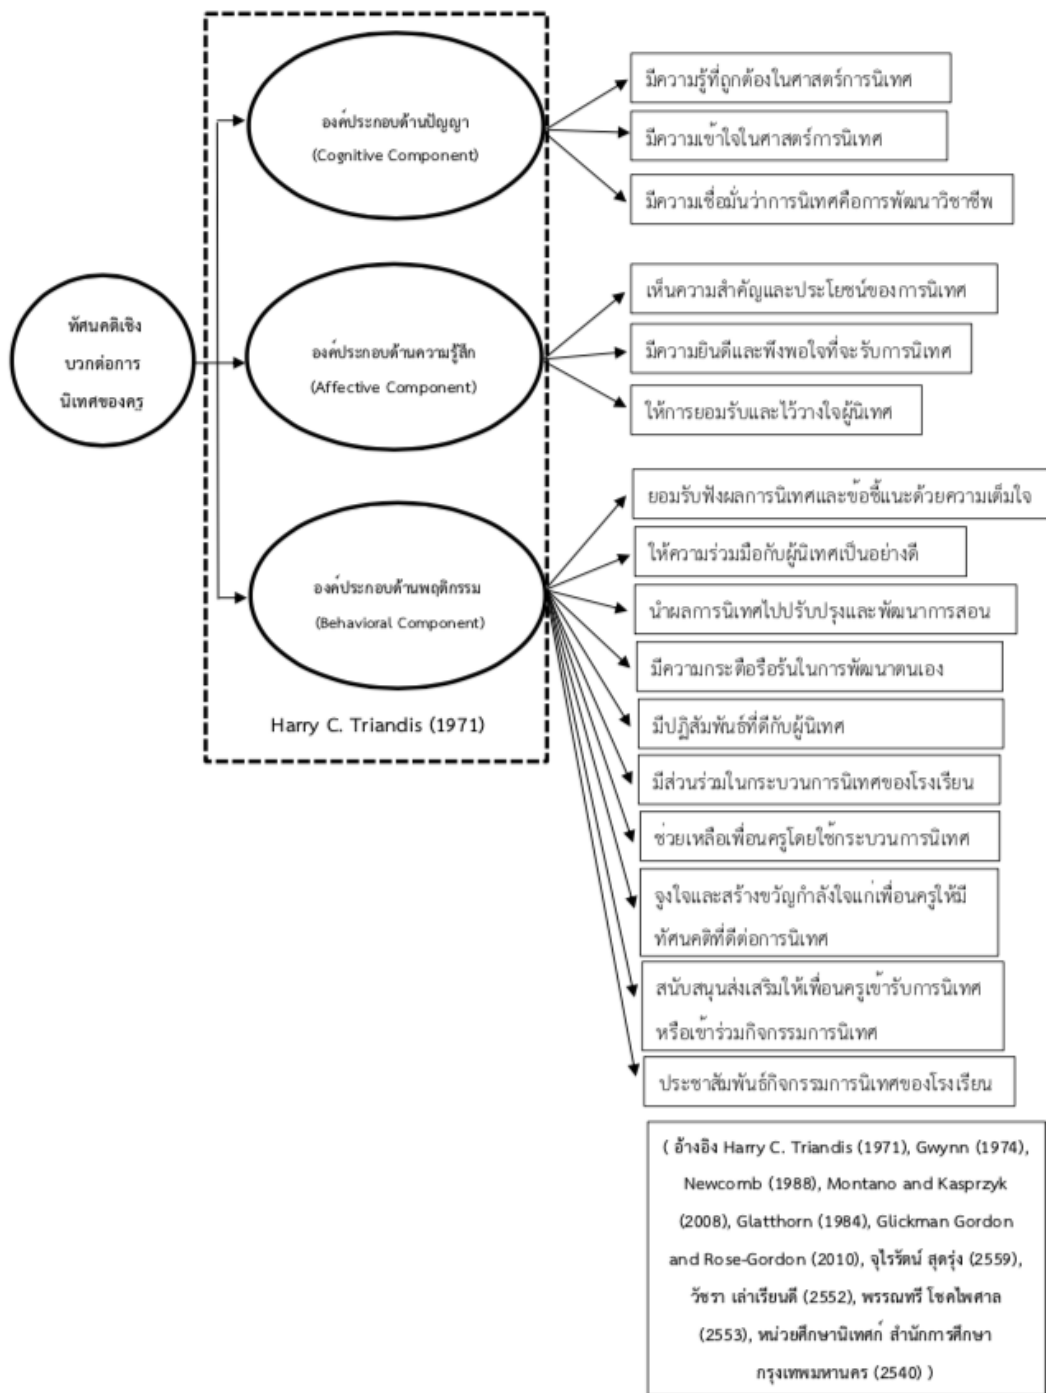 ทัศนคติเชิง
บวกต่อการ
นิเทศของครู
องค์ประกอบด้านปัญญา
(Cognitive Component)
มีความรู้ที่ถูกต้องในศาสตร์การนิเทศ
มีความเข้าใจในศาสตร์การนิเทศ
มีความเชื่อมั่นว่าการนิเทศคือการพัฒนาวิชาชีพ
องค์ประกอบด้านความรู้สึก
(Affective Component)
เห็นความสำคัญและประโยชน์ของการนิเทศ
มีความยินดีและพึงพอใจที่จะรับการนิเทศ
ให้การยอมรับและไว้วางใจผู้นิเทศ
องค์ประกอบด้านพฤติกรรม
(Behavioral Component)
Harry C. Triandis (1971)
ยอมรับฟังผลการนิเทศและข้อชี้แนะด้วยความเต็มใจ
ให้ความร่วมมือกับผู้นิเทศเป็นอย่างดี
นำผลการนิเทศไปปรับปรุงและพัฒนาการสอน
มีความกระตือรือร้นในการพัฒนาตนเอง
มีปฏิสัมพันธ์ที่ดีกับผู้นิเทศ
มีส่วนร่วมในกระบวนการนิเทศของโรงเรียน
ช่วยเหลือเพื่อนครูโดยใช้กระบวนการนิเทศ
จูงใจและสร้างขวัญกำลังใจแก่เพื่อนครูให้มี
ทัศนคติที่ดีต่อการนิเทศ
สนับสนุนส่งเสริมให้เพื่อนครูเข้ารับการนิเทศ
หรือเข้าร่วมกิจกรรมการนิเทศ
ประชาสัมพันธ์กิจกรรมการนิเทศของโรงเรียน
( อ้างอิง Harry C. Triandis (1971), Gwynn (1974),
Newcomb (1988), Montano and Kasprzyk
(2008), Glatthorn (1984), Glickman Gordon
and Rose-Gordon (2010), จุไรรัตน์ สุดรุ่ง (2559),
วัชรา เล่าเรียนดี (2552), พรรณทรี โชคไพศาล
(2553), หน่วยศึกษานิเทศก์ สำนักการศึกษา
กรุงเทพมหานคร (2540) )